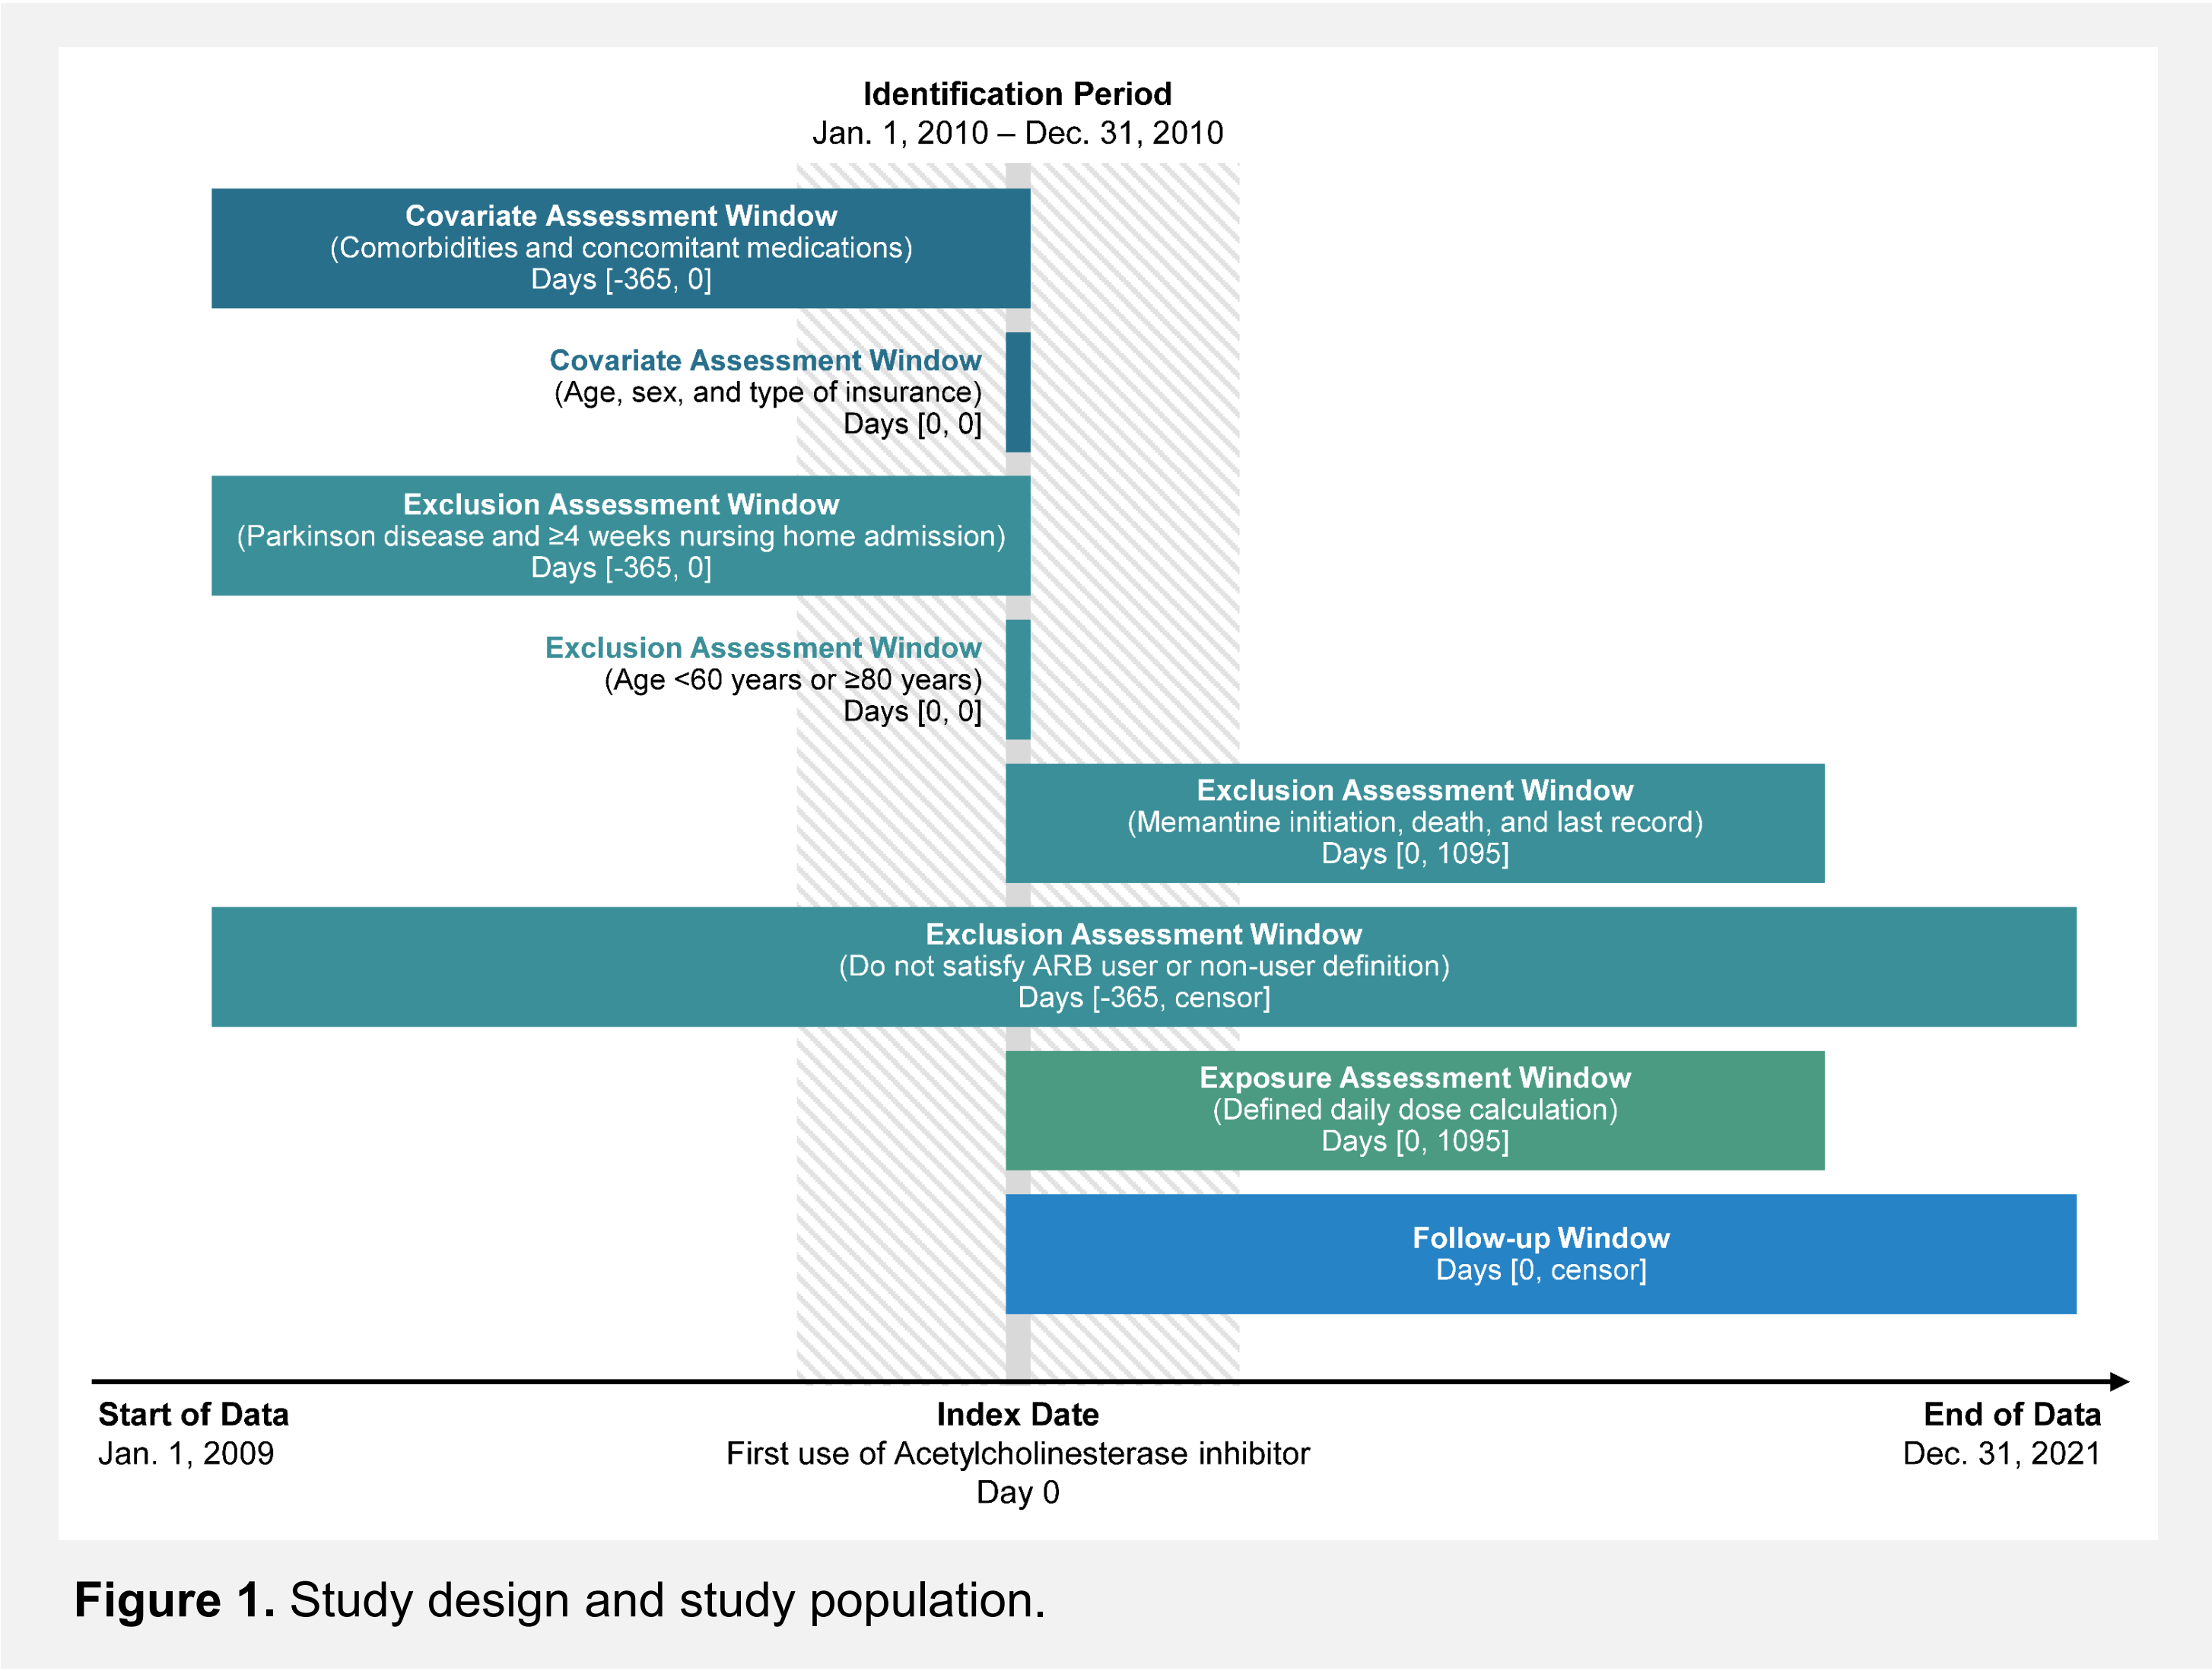 Identification Period
Jan. 1, 2010 – Dec. 31, 2010
Covariate Assessment Window
(Comorbidities and concomitant medications)
Days [-365, 0]
Covariate Assessment Window
(Age, sex, and type of insurance)
Days [0, 0]
Exclusion Assessment Window
(Parkinson disease and ≥4 weeks nursing home admission)
Days [-365, 0]
Exclusion Assessment Window
(Age <60 years or ≥80 years)
Days [0, 0]
Exclusion Assessment Window
(Memantine initiation, death, and last record)
Days [0, 1095]
Exclusion Assessment Window
(Do not satisfy ARB user or non-user definition)
Days [-365, censor]
Exposure Assessment Window
(Defined daily dose calculation)
Days [0, 1095]
Follow-up Window
Days [0, censor]
Start of Data
Jan. 1, 2009
Index Date
First use of Acetylcholinesterase inhibitor
Day 0
End of Data
Dec. 31, 2021
Figure 1. Study design and study population.